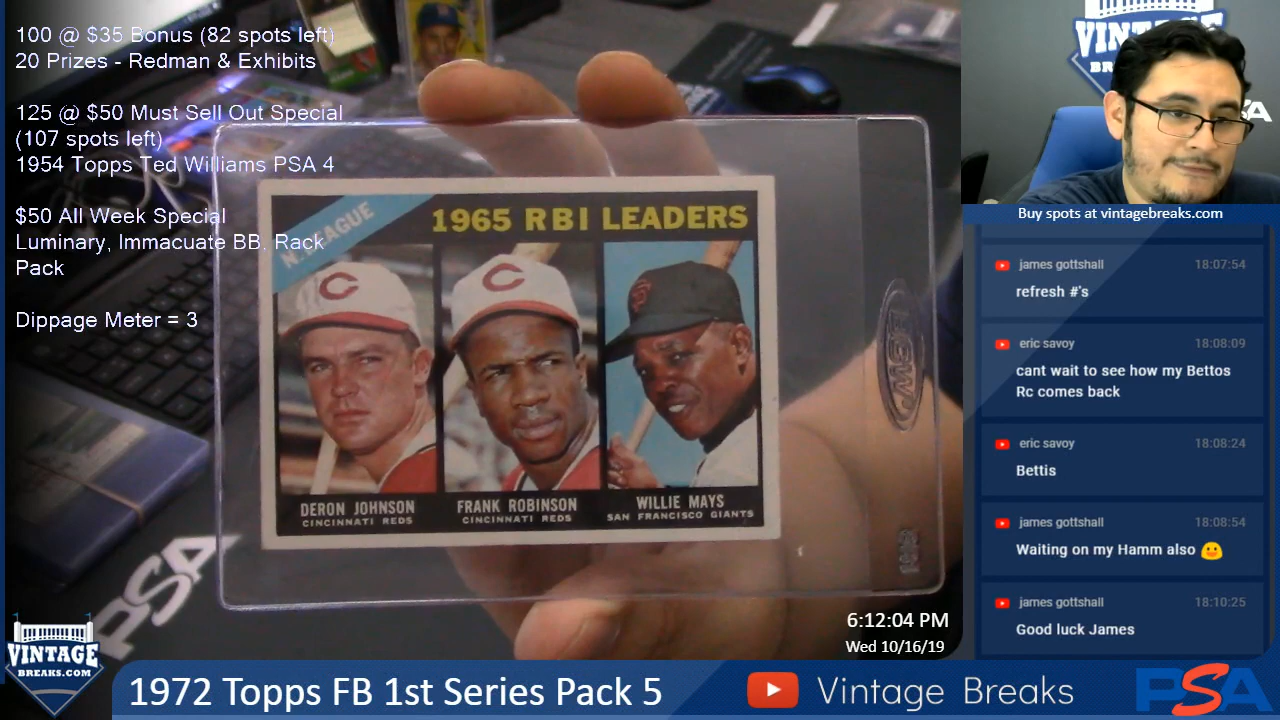 100 @ $35 Bonus (82 spots left)
20 Prizes - Redman & Exhibits
125 @ $50 Must Sell Out Special
(107 spots left)
1954 Topps Ted Williams PSA 4
$50 All Week Special
Luminary, Immacuate BB, Rack
Pack
Dippage Meter = 3
N. LEAGUE
1965 RBI LEADERS
C
C
SF
DERON JOHNSON
CINCINNATI REDS
FRANK ROBINSON
CINCINNATI REDS
WILLIE MAYS
SAN FRANCISCO GIANTS
PSA
6:12:04 PM
Wed 10/16/19
VINTAGE
BREAKS.COM
1972 Topps FB 1st Series Pack 5
Vintage Breaks
PSA
Buy spots at vintagebreaks.com
james gottshall 18:07:54
refresh #'s
eric savoy 18:08:09
cant wait to see how my Bettos
Rc comes back
eric savoy 18:08:24
Bettis
james gottshall 18:08:54
Waiting on my Hamm also 🙂
james gottshall 18:10:25
Good luck James